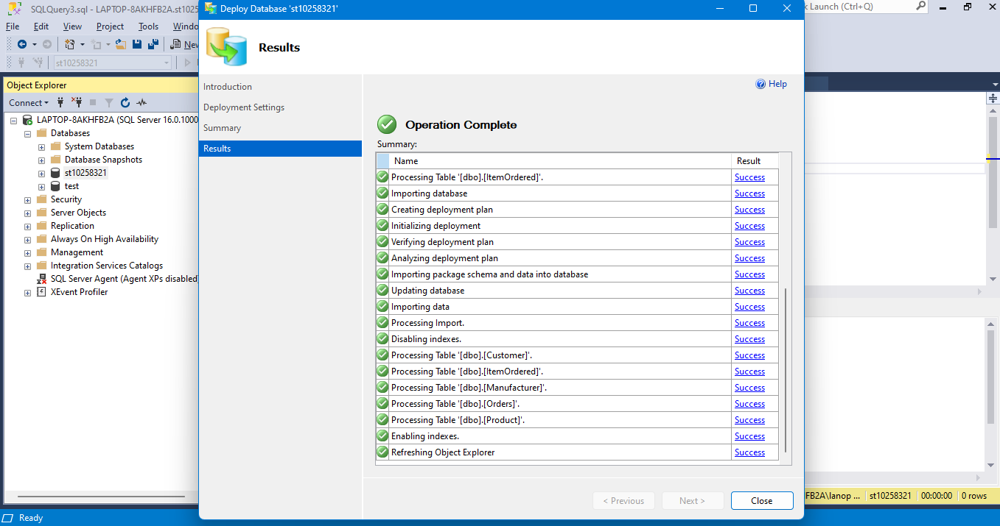 SQLQuery3.sql - LAPTOP-8AKHFB2A.st10258
Deploy Database 'st10258321'
Launch (Ctrl+Q)
File Edit View Project Tools
Results
st10258321
Object Explorer
Connect
LAPTOP-8AKHFB2A (SQL Server 16.0.1000
Databases
System Databases
Database Snapshots
st10258321
test
Security
Server Objects
Replication
Always On High Availability
Management
Integration Services Catalogs
SQL Server Agent (Agent XPs disabled)
XEvent Profiler
Introduction
Deployment Settings
Summary
Results
Help
Operation Complete
Summary:
Name Result
Processing Table '[dbo].[ItemOrdered]'. Success
Importing database Success
Creating deployment plan Success
Initializing deployment Success
Verifying deployment plan Success
Analyzing deployment plan Success
Importing package schema and data into database Success
Updating database Success
Importing data Success
Processing Import. Success
Disabling indexes. Success
Processing Table '[dbo].[Customer]'. Success
Processing Table '[dbo].[ItemOrdered]'. Success
Processing Table '[dbo].[Manufacturer]'. Success
Processing Table '[dbo].[Orders]'. Success
Processing Table '[dbo].[Product]'. Success
Enabling indexes. Success
Refreshing Object Explorer Success
< Previous Next > Close
FB2A\lanop ... st10258321 00:00:00 0 rows
Ready